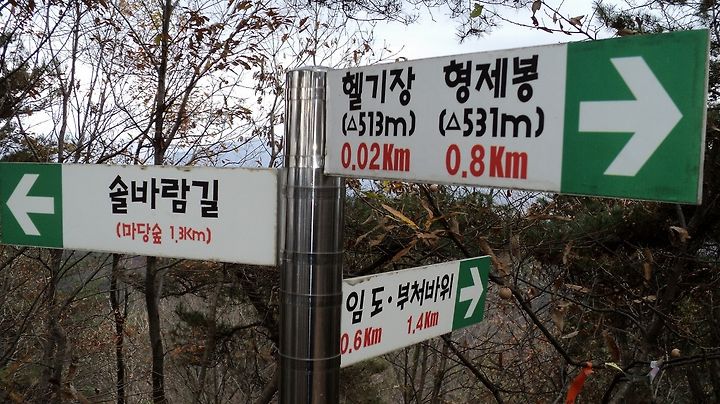 헬기장 형제봉
(△513m) (△531m)
0.02Km 0.8Km
솔바람길
(마당숲 1.3Km)
임도·부처바위
0.6Km 1.4Km